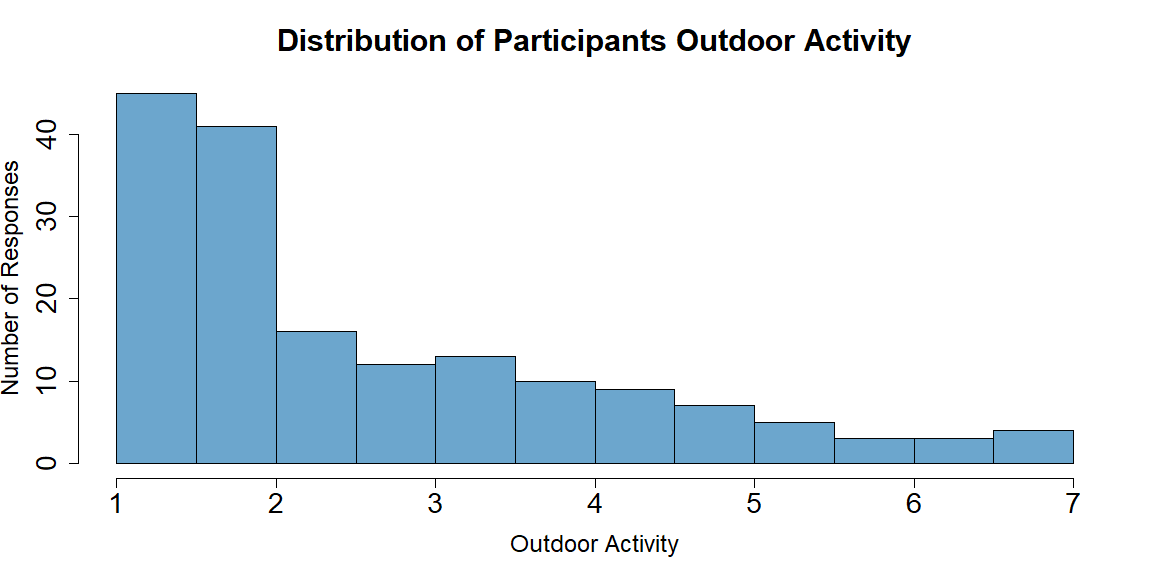 Distribution of Participants Outdoor Activity
Number of Responses
40
30
20
10
0
1 2 3 4 5 6 7
Outdoor Activity